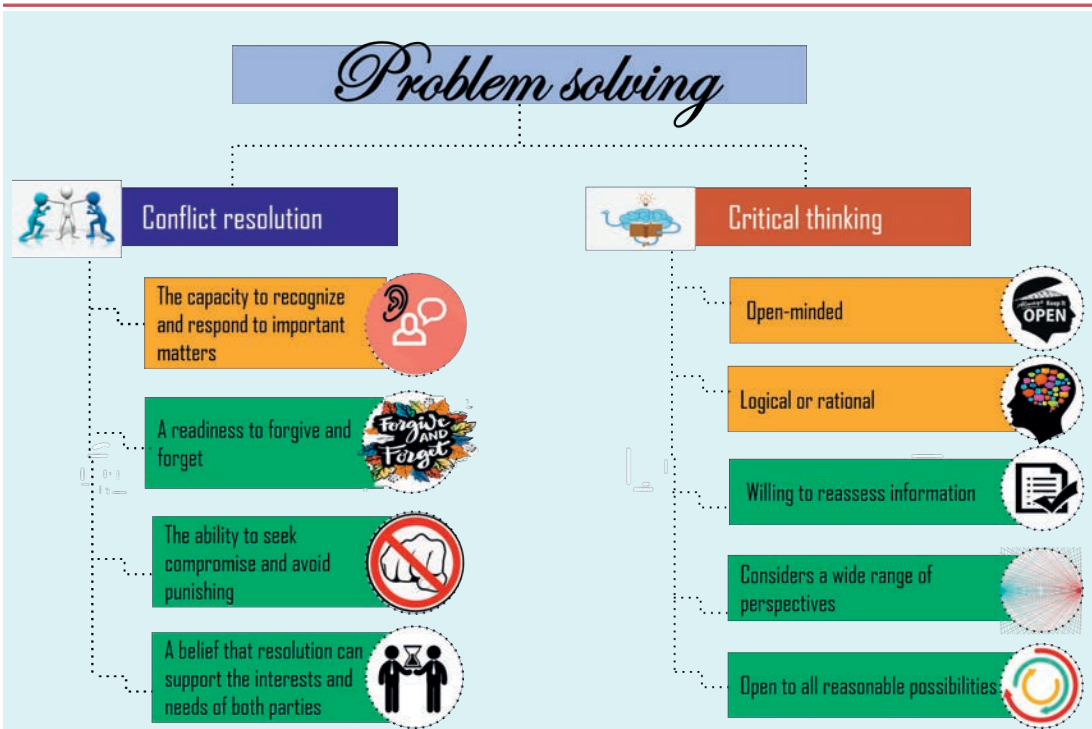 Problem solving
Conflict resolution
The capacity to recognize
and respond to important
matters
A readiness to forgive and
forget
Forgive
AND
Forget
The ability to seek
compromise and avoid
punishing
A belief that resolution can
support the interests and
needs of both parties
Critical thinking
Open-minded
Always Keep it
OPEN
Logical or rational
Willing to reassess information
Considers a wide range of
perspectives
Open to all reasonable possibilities